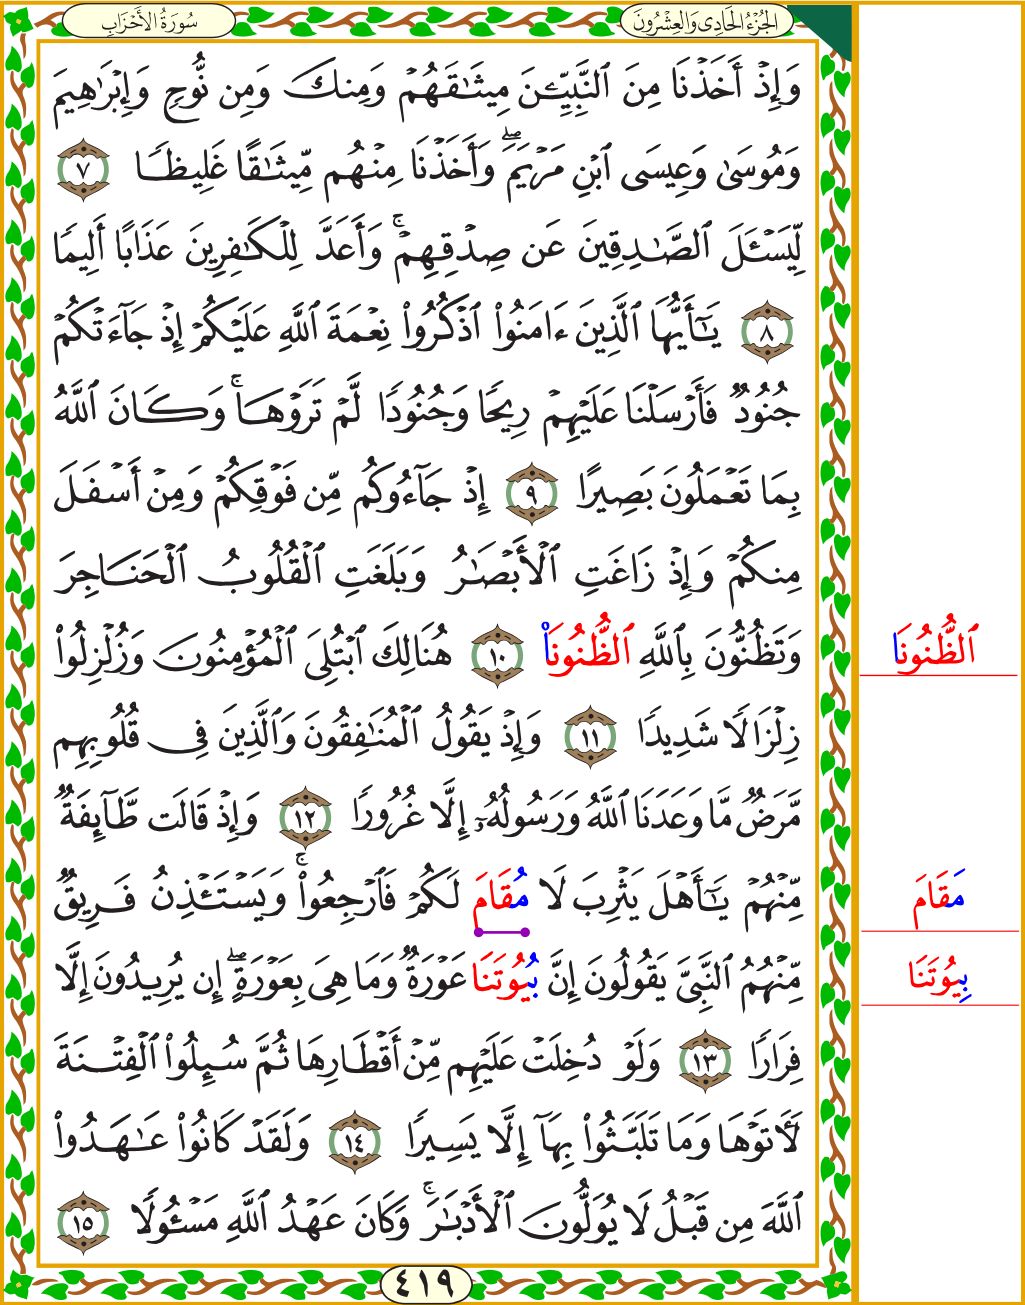 الجُزْءُ الحَادِى وَالعِشْرُونَ
سُورَةُ الأَحْزَابِ
وَإِذْ أَخَذْنَا مِنَ ٱلنَّبِيِّـۧنَ مِيثَٰقَهُمْ وَمِنكَ وَمِن نُّوحٍ وَإِبْرَٰهِيمَ
وَمُوسَىٰ وَعِيسَى ٱبْنِ مَرْيَمَۖ وَأَخَذْنَا مِنْهُم مِّيثَٰقًا غَلِيظًا ٧
لِّيَسْـَٔلَ ٱلصَّٰدِقِينَ عَن صِدْقِهِمْۚ وَأَعَدَّ لِلْكَٰفِرِينَ عَذَابًا أَلِيمًا
٨ يَٰٓأَيُّهَا ٱلَّذِينَ ءَامَنُوا۟ ٱذْكُرُوا۟ نِعْمَةَ ٱللَّهِ عَلَيْكُمْ إِذْ جَآءَتْكُمْ
جُنُودٌ فَأَرْسَلْنَا عَلَيْهِمْ رِيحًا وَجُنُودًا لَّمْ تَرَوْهَاۚ وَكَانَ ٱللَّهُ
بِمَا تَعْمَلُونَ بَصِيرًا ٩ إِذْ جَآءُوكُم مِّن فَوْقِكُمْ وَمِنْ أَسْفَلَ
مِنكُمْ وَإِذْ زَاغَتِ ٱلْأَبْصَٰرُ وَبَلَغَتِ ٱلْقُلُوبُ ٱلْحَنَاجِرَ
وَتَظُنُّونَ بِٱللَّهِ ٱلظُّنُونَا۠ ١٠ هُنَالِكَ ٱبْتُلِىَ ٱلْمُؤْمِنُونَ وَزُلْزِلُوا۟
ٱلظُّنُونَا
زِلْزَالًا شَدِيدًا ١١ وَإِذْ يَقُولُ ٱلْمُنَٰفِقُونَ وَٱلَّذِينَ فِى قُلُوبِهِم
مَّرَضٌ مَّا وَعَدَنَا ٱللَّهُ وَرَسُولُهُۥٓ إِلَّا غُرُورًا ١٢ وَإِذْ قَالَت طَّآئِفَةٌ
مِّنْهُمْ يَٰٓأَهْلَ يَثْرِبَ لَا مُقَامَ لَكُمْ فَٱرْجِعُوا۟ۚ وَيَسْتَـْٔذِنُ فَرِيقٌ
مَقَامَ
مِّنْهُمُ ٱلنَّبِىَّ يَقُولُونَ إِنَّ بُيُوتَنَا عَوْرَةٌ وَمَا هِىَ بِعَوْرَةٍۖ إِن يُرِيدُونَ إِلَّا
بِيُوتَنَا
فِرَارًا ١٣ وَلَوْ دُخِلَتْ عَلَيْهِم مِّنْ أَقْطَارِهَا ثُمَّ سُئِلُوا۟ ٱلْفِتْنَةَ
لَـَٔاتَوْهَا وَمَا تَلَبَّثُوا۟ بِهَآ إِلَّا يَسِيرًا ١٤ وَلَقَدْ كَانُوا۟ عَٰهَدُوا۟
ٱللَّهَ مِن قَبْلُ لَا يُوَلُّونَ ٱلْأَدْبَٰرَۚ وَكَانَ عَهْدُ ٱللَّهِ مَسْـُٔولًا ١٥
٤١٩